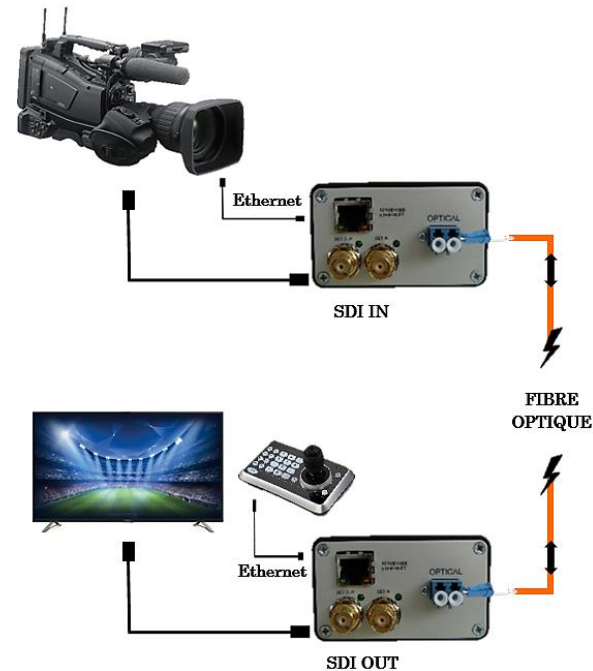 Ethernet
OPTICAL
SDI IN
FIBRE
OPTIQUE
Ethernet
OPTICAL
SDI OUT